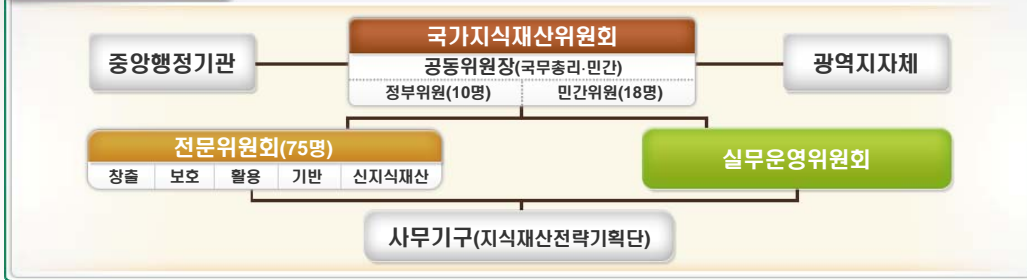 국가지식재산위원회
중앙행정기관
공동위원장(국무총리·민간)
광역지자체
정부위원(10명) 민간위원(18명)
전문위원회(75명)
실무운영위원회
창출 보호 활용 기반 신지식재산
사무기구(지식재산전략기획단)